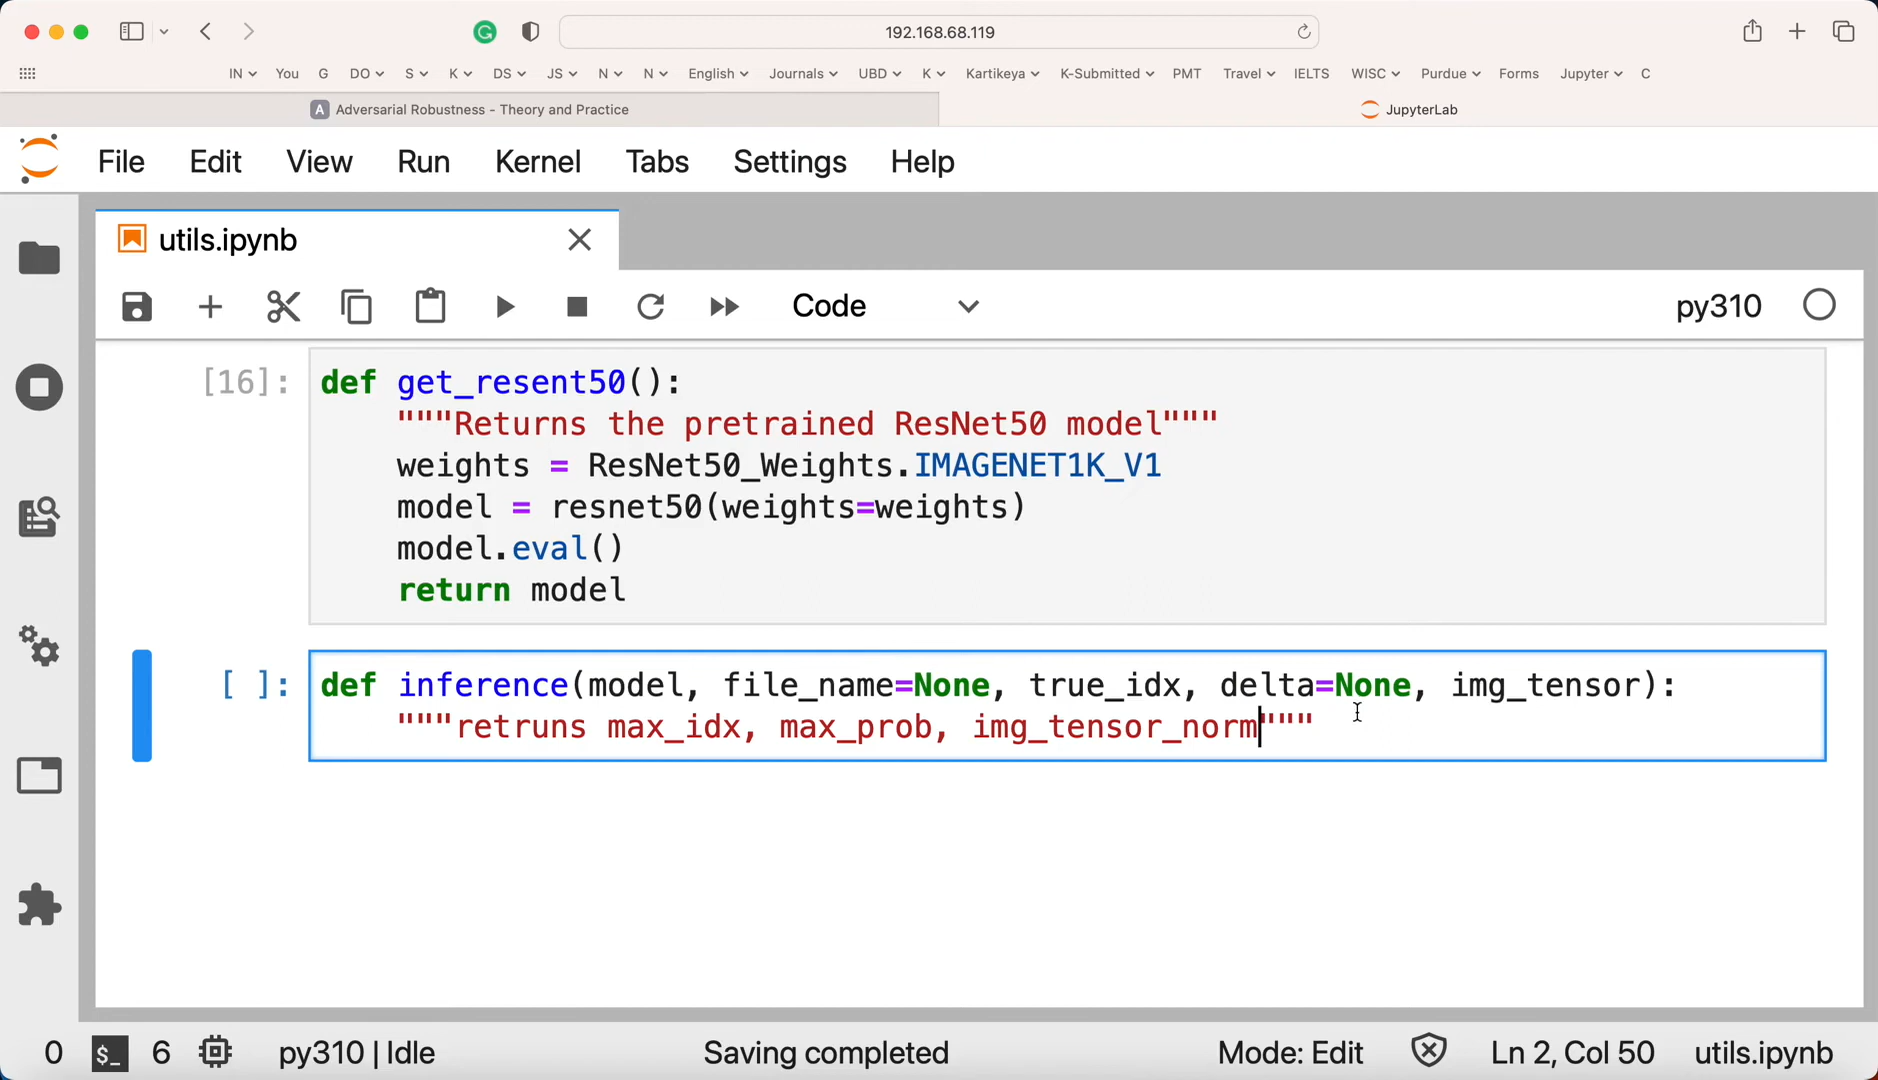 192.168.68.119
IN You G DO S K DS JS N N English Journals UBD K Kartikeya K-Submitted PMT Travel IELTS WISC Purdue Forms Jupyter C
A Adversarial Robustness - Theory and Practice
JupyterLab
File Edit View Run Kernel Tabs Settings Help
utils.ipynb
Code
py310
[16]:
def get_resent50():
"""Returns the pretrained ResNet50 model"""
weights = ResNet50_Weights.IMAGENET1K_V1
model = resnet50(weights=weights)
model.eval()
return model
[ ]:
def inference(model, file_name=None, true_idx, delta=None, img_tensor):
"""retruns max_idx, max_prob, img_tensor_norm"""
0 $_ 6 py310 | Idle Saving completed Mode: Edit Ln 2, Col 50 utils.ipynb